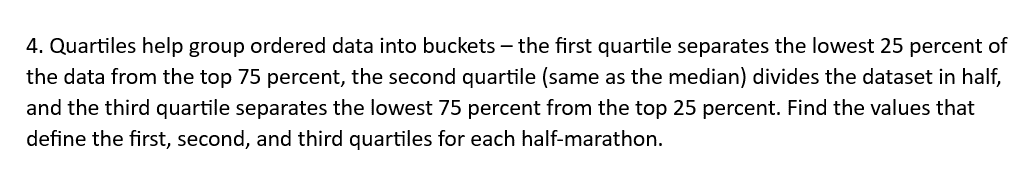 4. Quartiles help group ordered data into buckets – the first quartile separates the lowest 25 percent of
the data from the top 75 percent, the second quartile (same as the median) divides the dataset in half,
and the third quartile separates the lowest 75 percent from the top 25 percent. Find the values that
define the first, second, and third quartiles for each half-marathon.